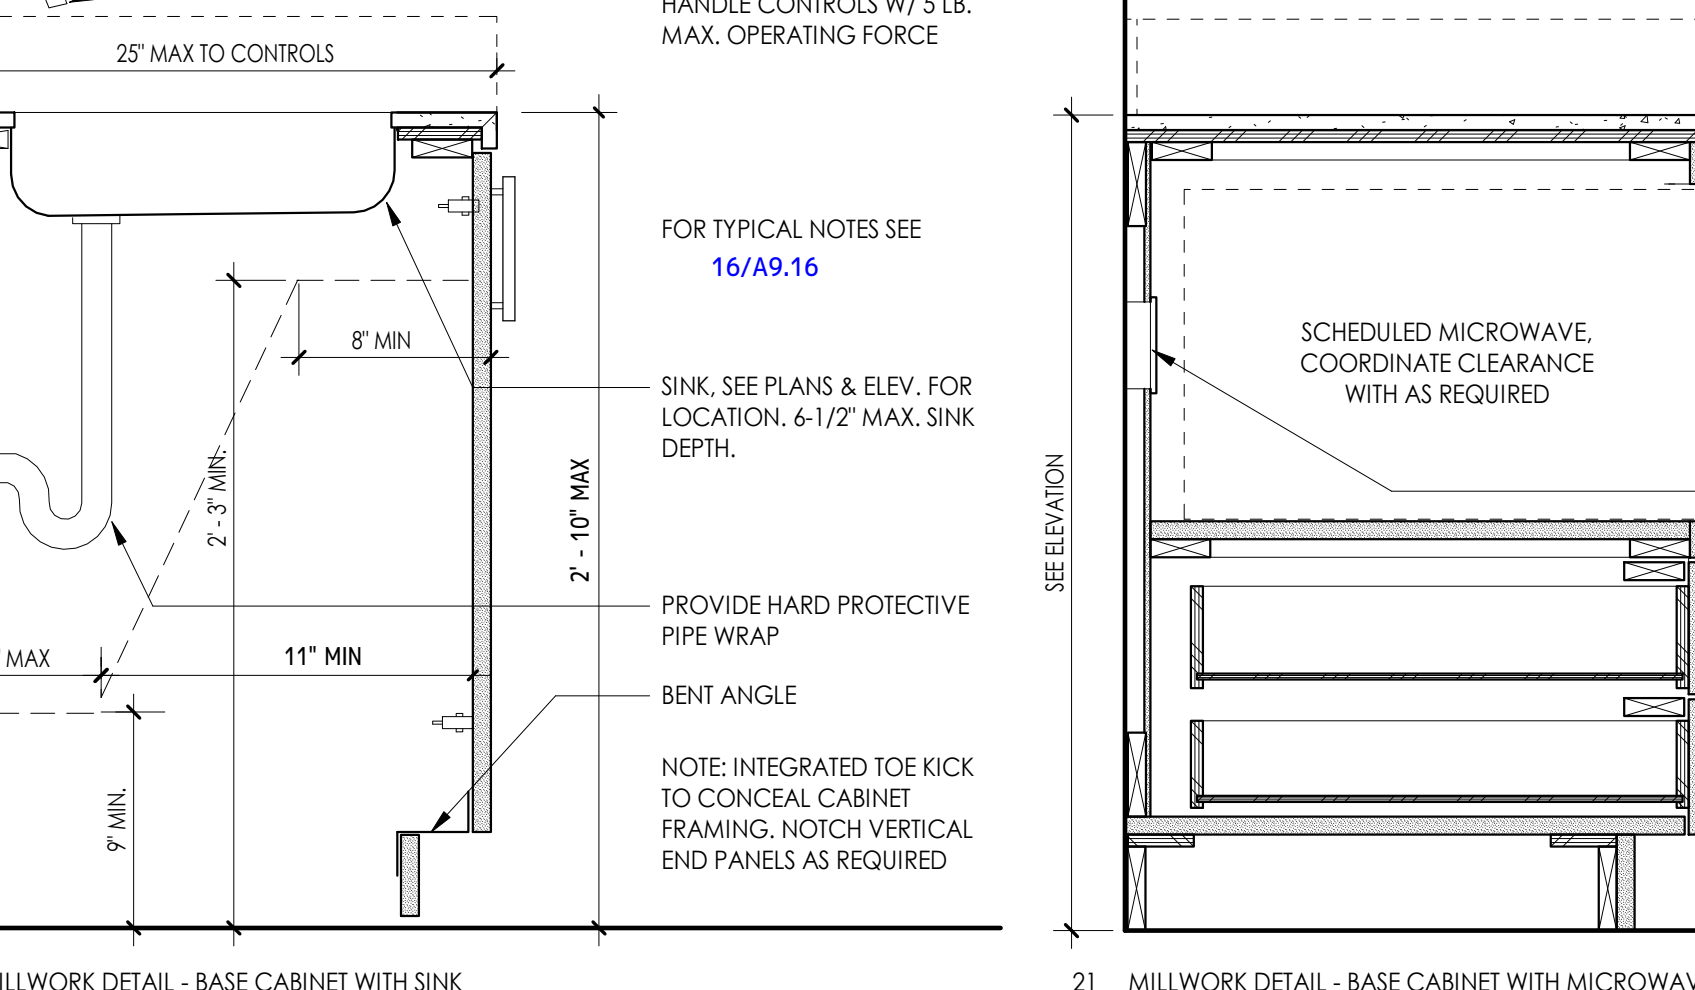 HANDLE CONTROLS W/ 5 LB.
MAX. OPERATING FORCE
25" MAX TO CONTROLS
FOR TYPICAL NOTES SEE
16/A9.16
8" MIN
SINK, SEE PLANS & ELEV. FOR
LOCATION. 6-1/2" MAX. SINK
DEPTH.
2' - 3" MIN.
2' - 10" MAX
PROVIDE HARD PROTECTIVE
PIPE WRAP
MAX
11" MIN
BENT ANGLE
9" MIN.
NOTE: INTEGRATED TOE KICK
TO CONCEAL CABINET
FRAMING. NOTCH VERTICAL
END PANELS AS REQUIRED
ILLWORK DETAIL - BASE CABINET WITH SINK
SCHEDULED MICROWAVE,
COORDINATE CLEARANCE
WITH AS REQUIRED
SEE ELEVATION
21 MILLWORK DETAIL - BASE CABINET WITH MICROWAV